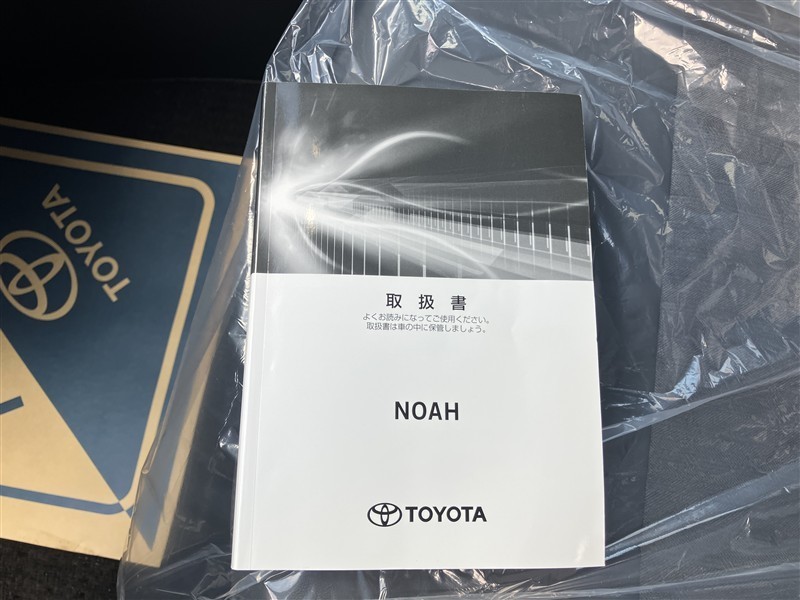 TOYOTA
取扱書
よくお読みになってご使用ください。
取扱書は車の中に保管しましょう。
NOAH
TOYOTA